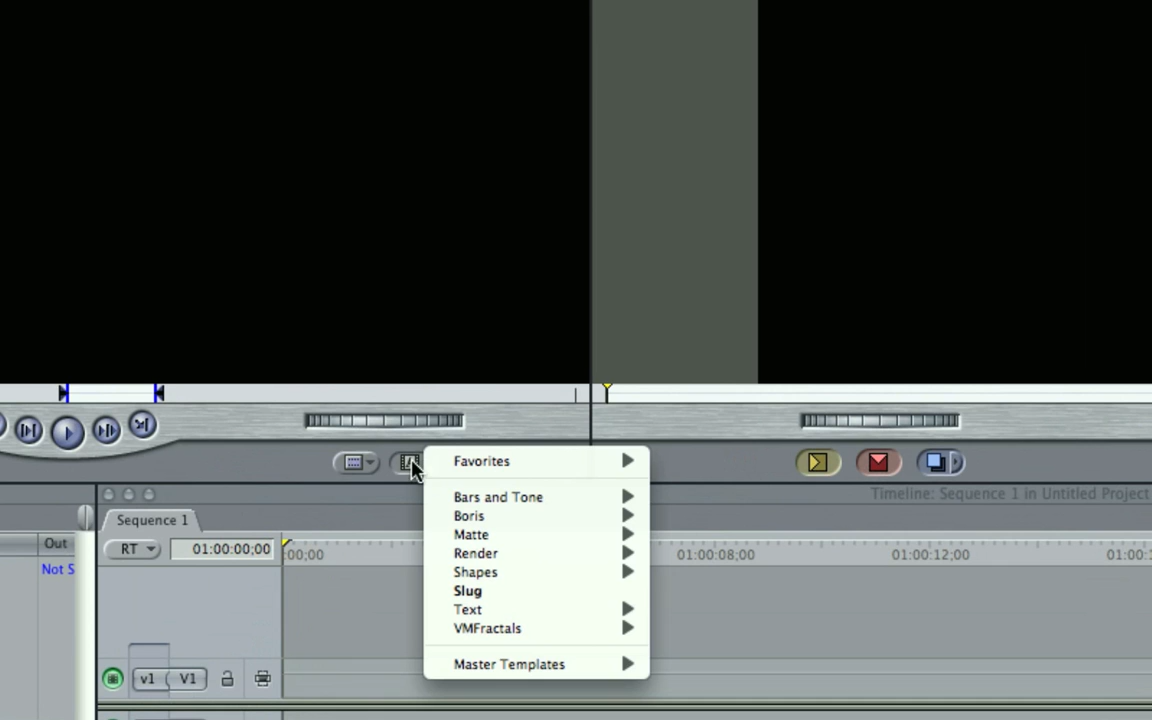 Favorites
Bars and Tone
Boris
Matte
Render
Shapes
Slug
Text
VMFractals
Master Templates
Timeline: Sequence 1 in Untitled Project
Sequence 1
Out
RT
01:00:00;00
:00;00
01:00:08;00
01:00:12;00
01:00:1
Not S
v1
V1